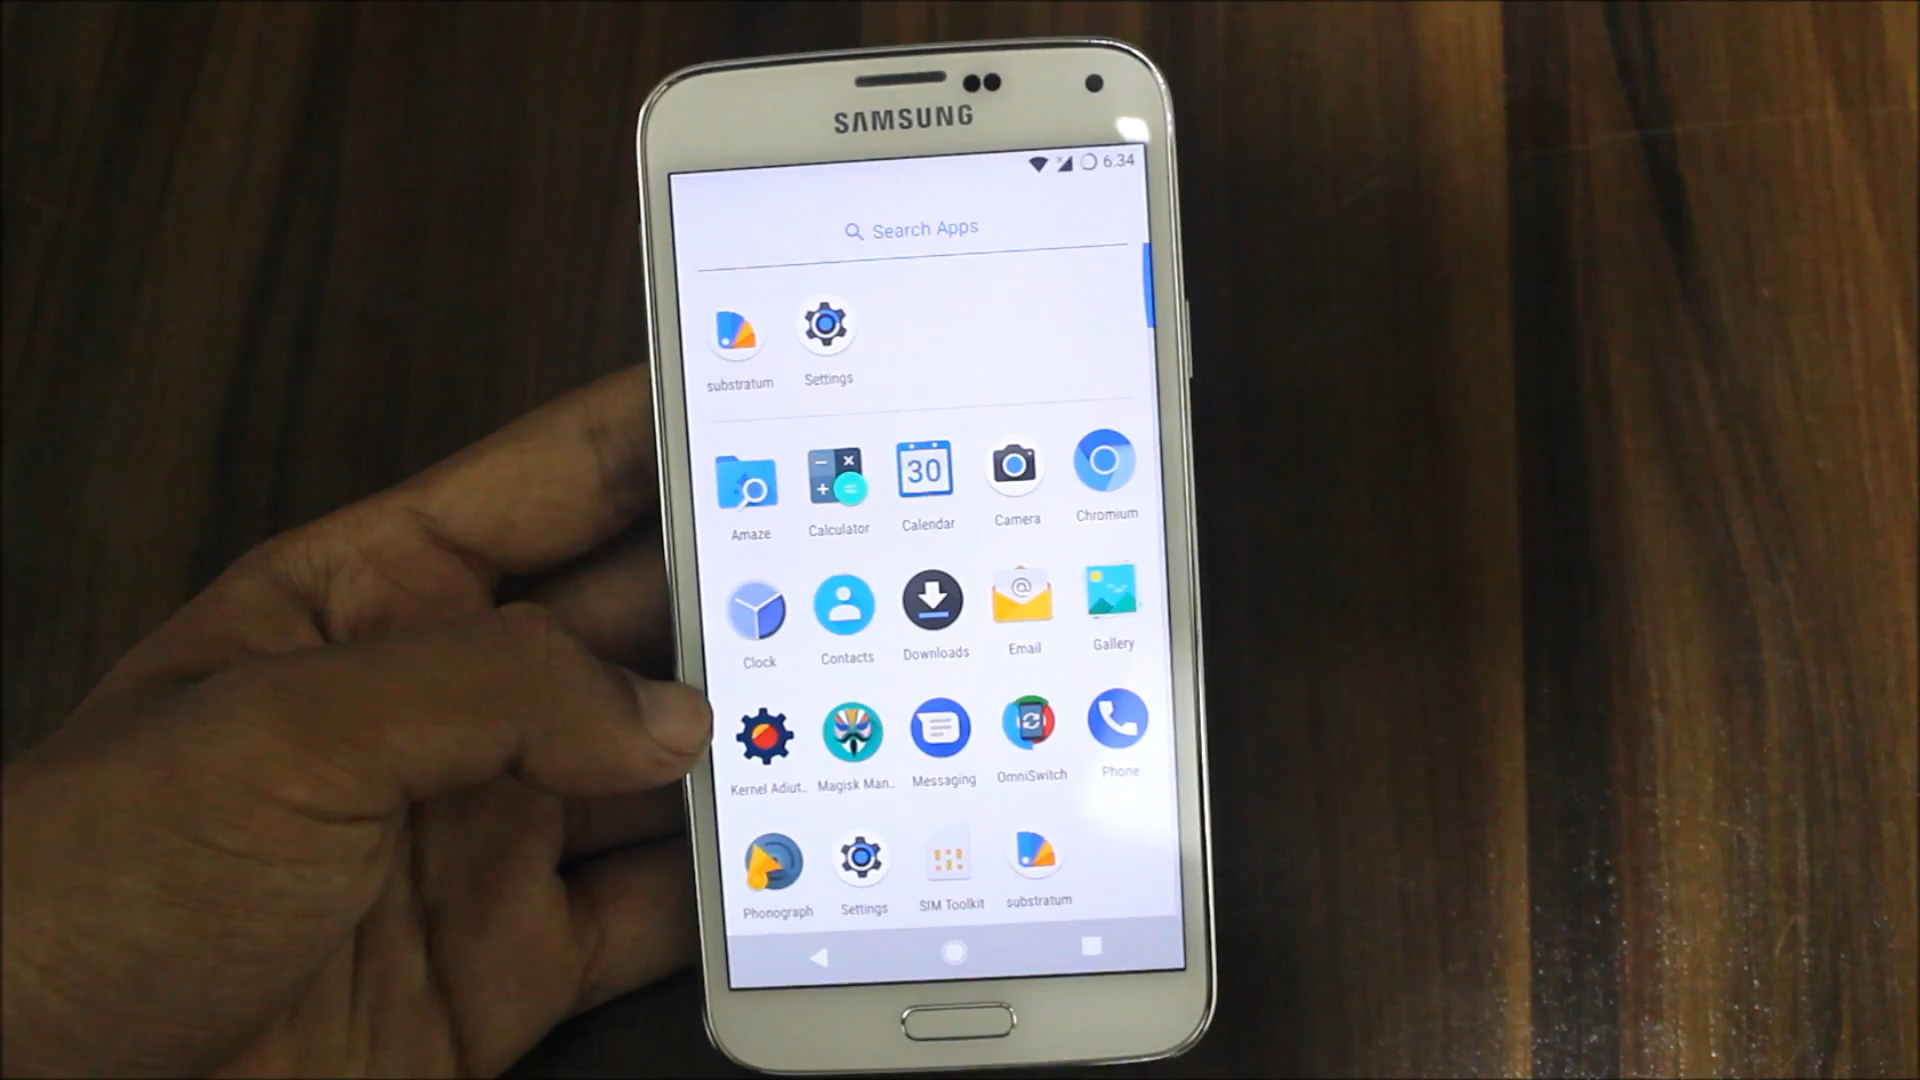 SAMSUNG
6:34
Search Apps
substratum Settings
30
Amaze Calculator Calendar Camera Chromium
@
Clock Contacts Downloads Email Gallery
Kernel Adiut.. Magisk Man.. Messaging OmniSwitch Phone
Phonograph Settings SIM Toolkit substratum